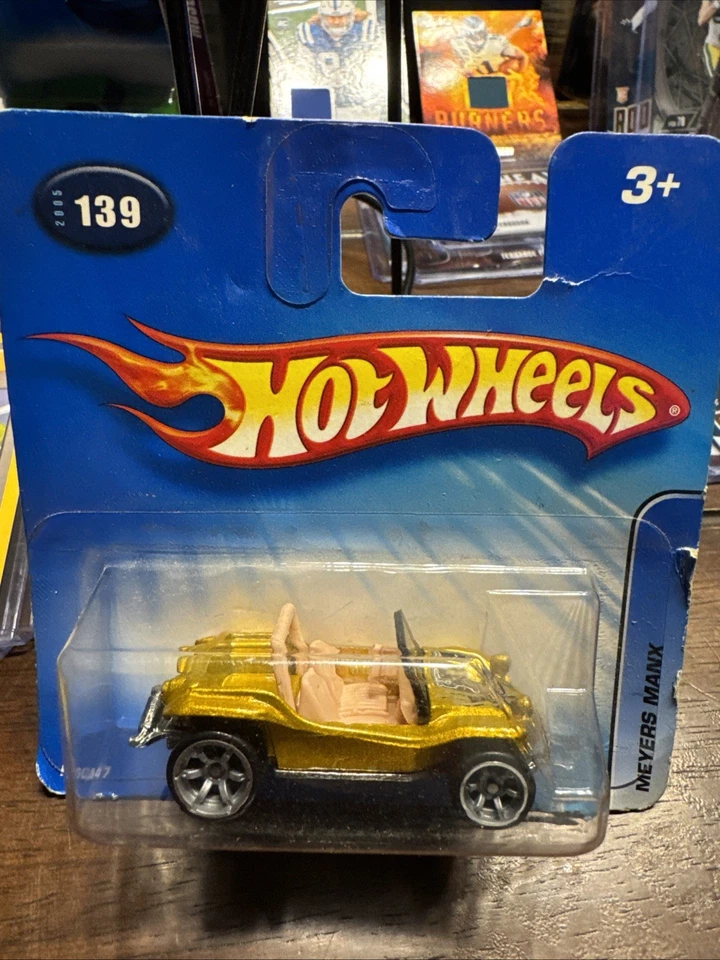 BURNERS
2005
139
3+
HOT WHEELS
®
MEYERS MANX